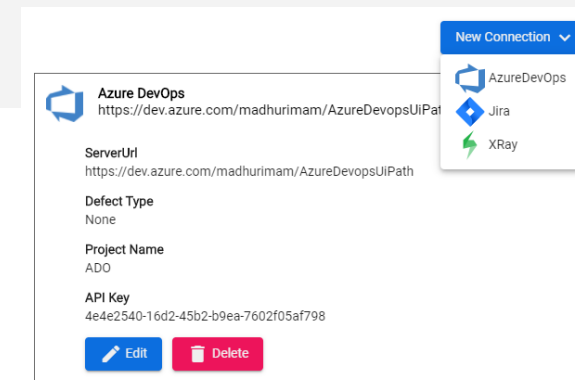 New Connection
AzureDevOps
Jira
XRay
Azure DevOps
https://dev.azure.com/madhurimam/AzureDevopsUiPat
ServerUrl
https://dev.azure.com/madhurimam/AzureDevopsUiPath
Defect Type
None
Project Name
ADO
API Key
4e4e2540-16d2-45b2-b9ea-7602f05af798
Edit
Delete